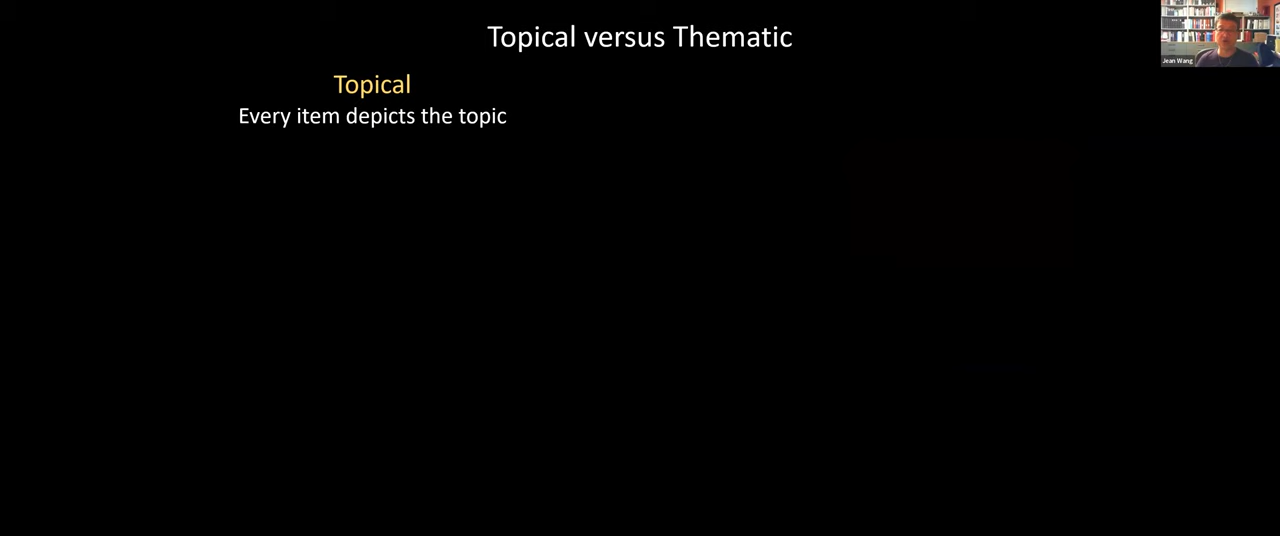 Topical versus Thematic
Jean Wang
Topical
Every item depicts the topic